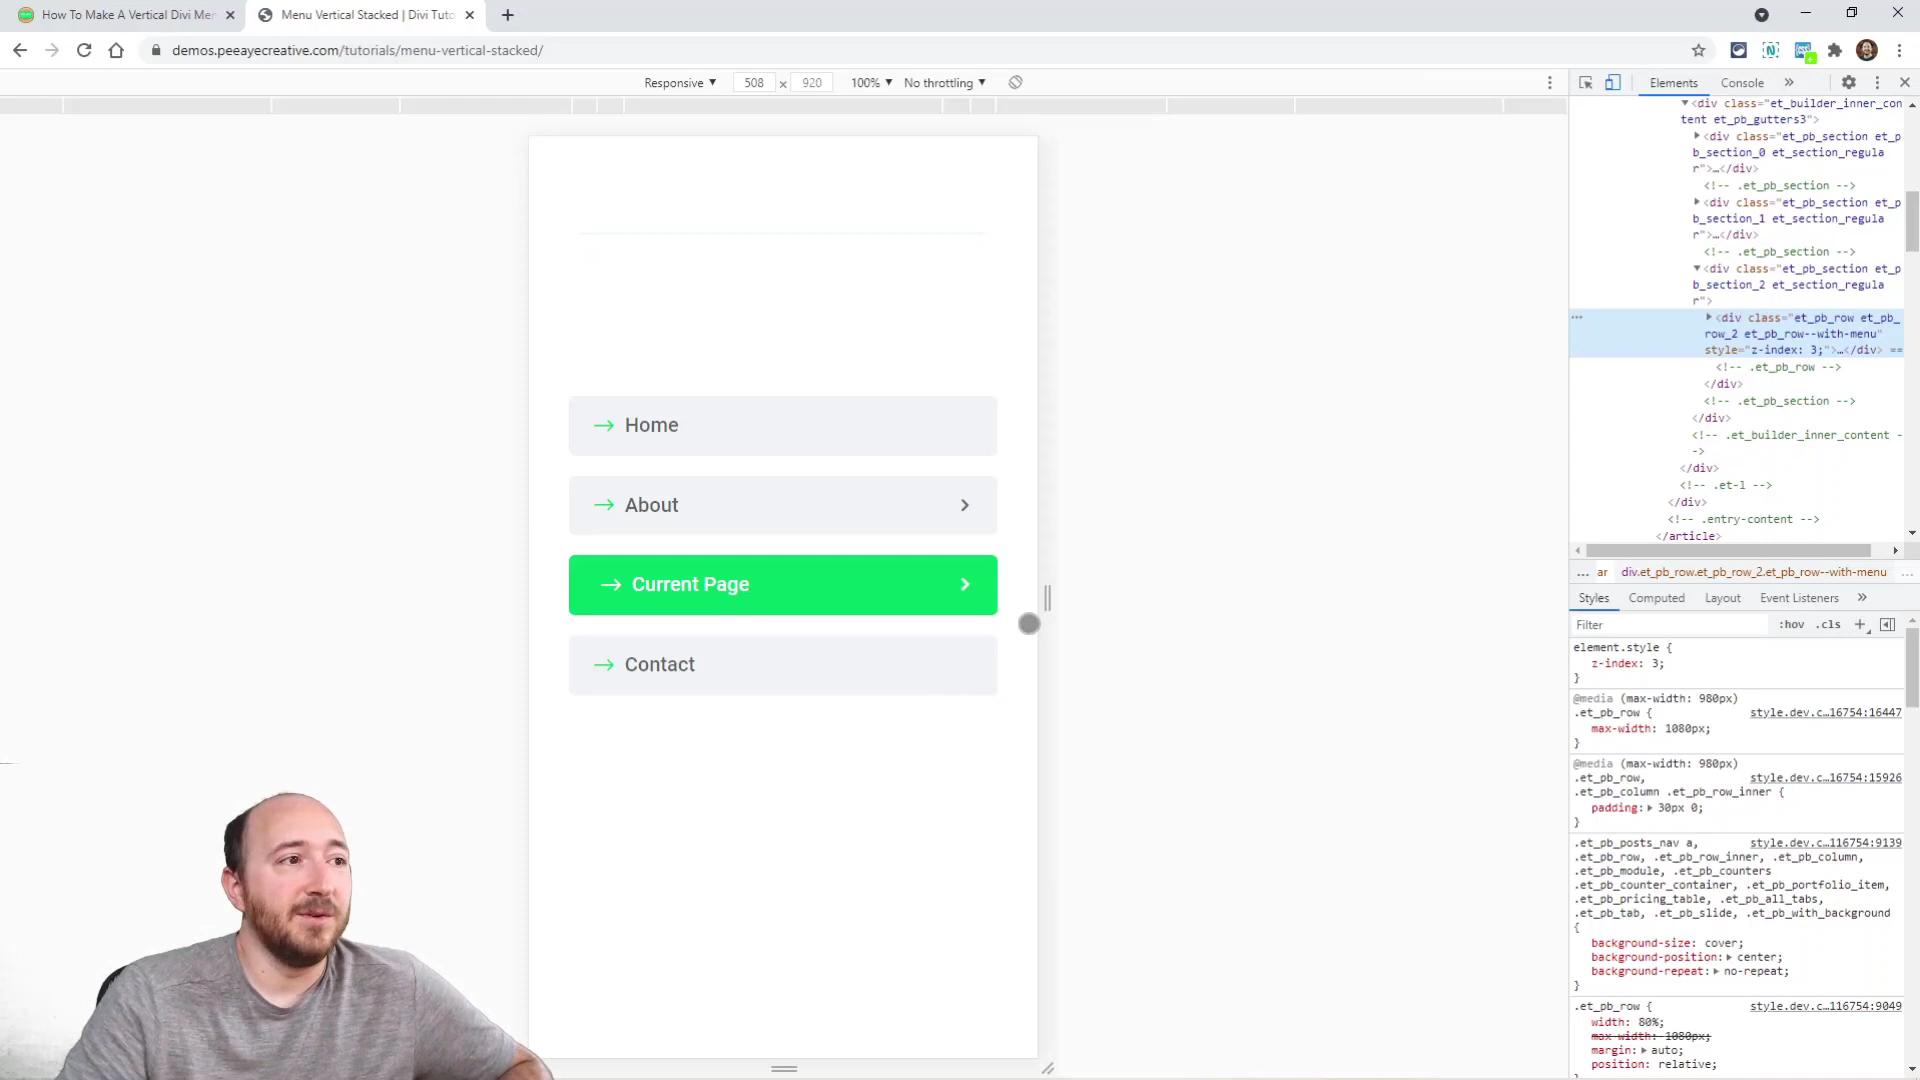 How To Make A Vertical Divi Men
Menu Vertical Stacked | Divi Tuto
demos.peeayecreative.com/tutorials/menu-vertical-stacked/
Responsive 508 x 920 100% No throttling
Elements Console »
<div class="et_builder_inner_con
tent et_pb_gutters3">
<div class="et_pb_section et_p
b_section_0 et_section_regula
r">…</div>
<!-- .et_pb_section -->
<div class="et_pb_section et_p
b_section_1 et_section_regula
r">…</div>
<!-- .et_pb_section -->
<div class="et_pb_section et_p
b_section_2 et_section_regula
r">
<div class="et_pb_row et_pb_
row_2 et_pb_row--with-menu"
style="z-index: 3;">…</div> ==
<!-- .et_pb_row -->
</div>
<!-- .et_pb_section -->
</div>
<!-- .et_builder_inner_content -
->
</div>
<!-- .et-l -->
</div>
<!-- .entry-content -->
</article>
… ar div.et_pb_row.et_pb_row_2.et_pb_row--with-menu …
Styles Computed Layout Event Listeners »
Filter :hov .cls +
element.style {
z-index: 3;
}
@media (max-width: 980px)
.et_pb_row { style.dev.c…16754:16447
max-width: 1080px;
}
@media (max-width: 980px)
.et_pb_row, style.dev.c…16754:15926
.et_pb_column .et_pb_row_inner {
padding: 30px 0;
}
.et_pb_posts_nav a, style.dev.c…116754:9139
.et_pb_row, .et_pb_row_inner, .et_pb_column,
.et_pb_module, .et_pb_counters
.et_pb_counter_container, .et_pb_portfolio_item,
.et_pb_pricing_table, .et_pb_all_tabs,
.et_pb_tab, .et_pb_slide, .et_pb_with_background
{
background-size: cover;
background-position: center;
background-repeat: no-repeat;
}
.et_pb_row { style.dev.c…116754:9049
width: 80%;
max-width: 1080px;
margin: auto;
position: relative;
Home
About
Current Page
Contact